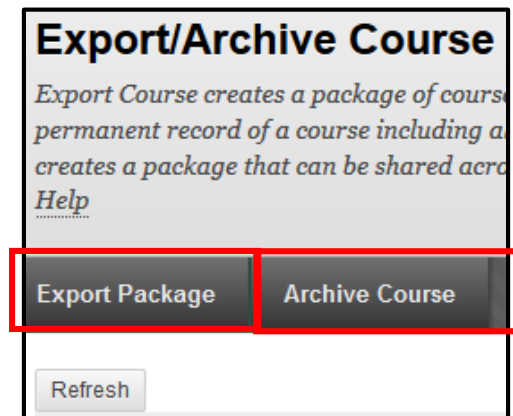 Export/Archive Course
Export Course creates a package of course
permanent record of a course including a
creates a package that can be shared acro
Help
Export Package Archive Course
Refresh